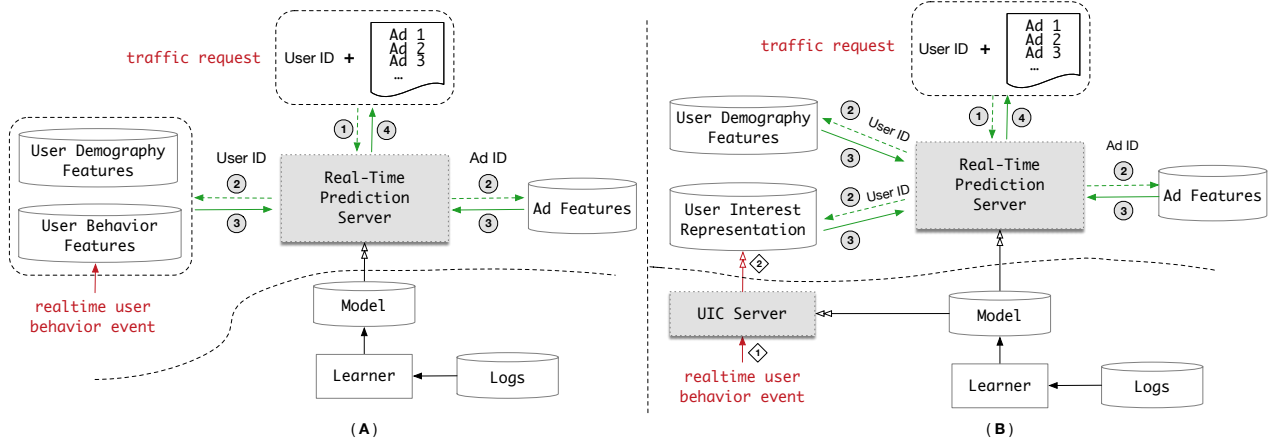 traffic request
User ID +
Ad 1
Ad 2
Ad 3
…
1
4
User Demography
Features
User Behavior
Features
User ID
2
3
Real-Time
Prediction
Server
Ad ID
2
3
Ad Features
realtime user
behavior event
Model
Learner
Logs
(A)
traffic request
User ID +
Ad 1
Ad 2
Ad 3
…
1
4
User Demography
Features
2
User ID
3
User Interest
Representation
2
User ID
3
Real-Time
Prediction
Server
Ad ID
2
3
Ad Features
2
UIC Server
1
realtime user
behavior event
Model
Learner
Logs
(B)